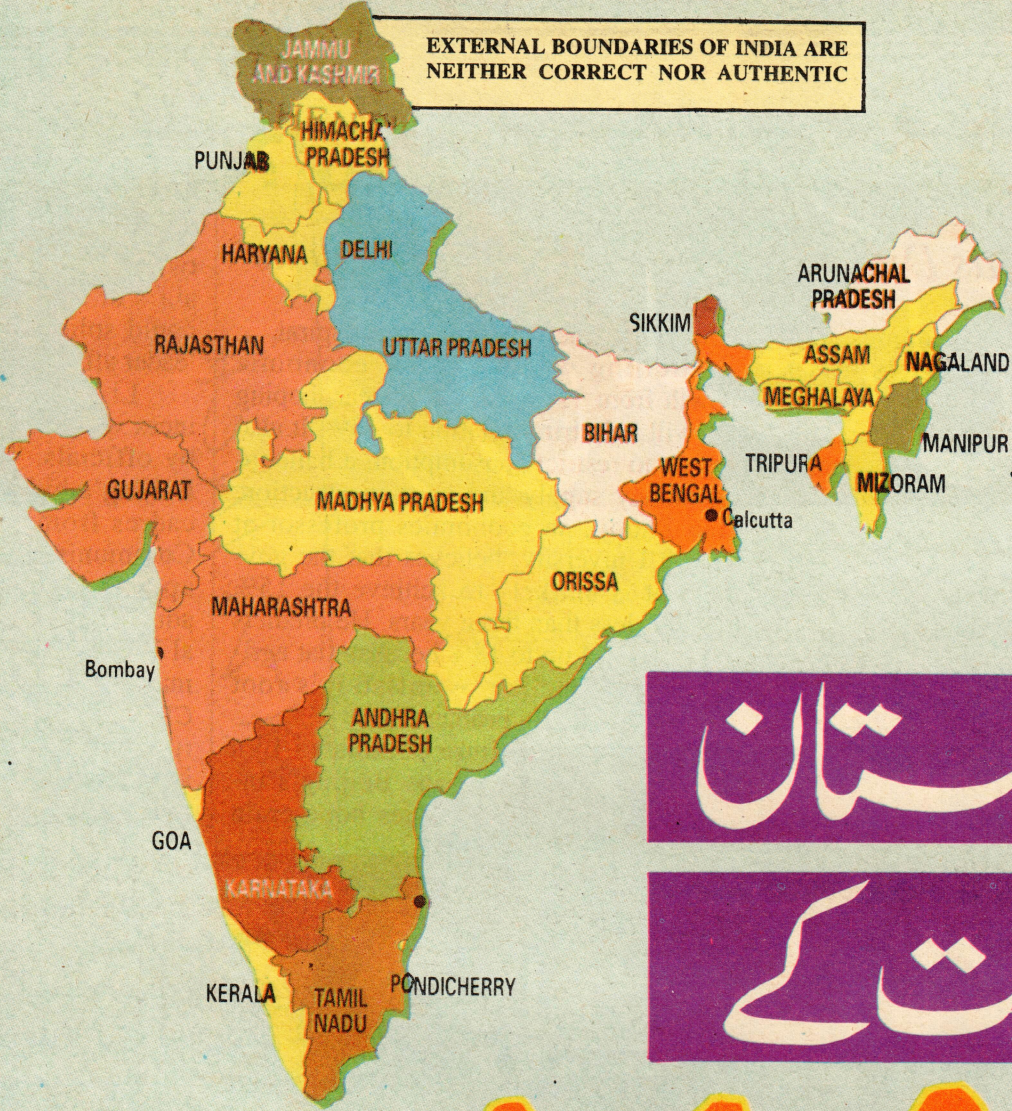 EXTERNAL BOUNDARIES OF INDIA ARE
NEITHER CORRECT NOR AUTHENTIC
JAMMU
AND KASHMIR
HIMACHAL
PRADESH
PUNJAB
HARYANA
DELHI
RAJASTHAN
UTTAR PRADESH
SIKKIM
ARUNACHAL
PRADESH
ASSAM
NAGALAND
MEGHALAYA
BIHAR
MANIPUR
WEST
BENGAL
TRIPURA
MIZORAM
GUJARAT
MADHYA PRADESH
Calcutta
ORISSA
MAHARASHTRA
Bombay
ANDHRA
PRADESH
ستان
GOA
KARNATAKA
ت کے
KERALA
TAMIL
NADU
PONDICHERRY